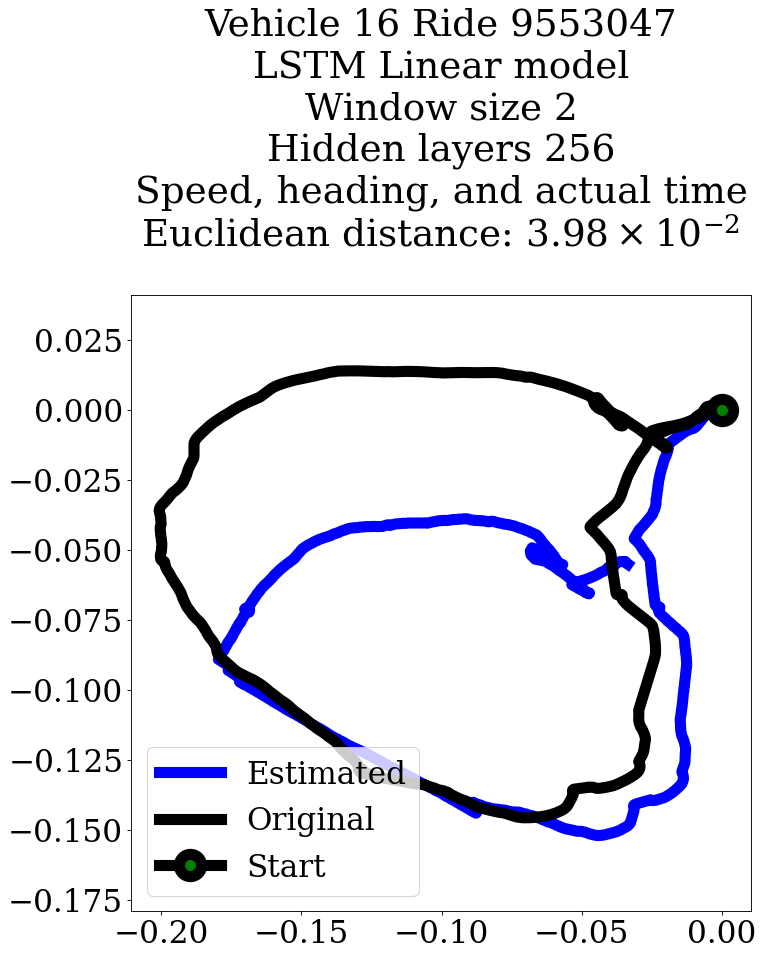 Vehicle 16 Ride 9553047
LSTM Linear model
Window size 2
Hidden layers 256
Speed, heading, and actual time
Euclidean distance: 3.98 × 10⁻²
0.025
0.000
−0.025
−0.050
−0.075
−0.100
−0.125
−0.150
−0.175
Estimated
Original
Start
−0.20 −0.15 −0.10 −0.05 0.00